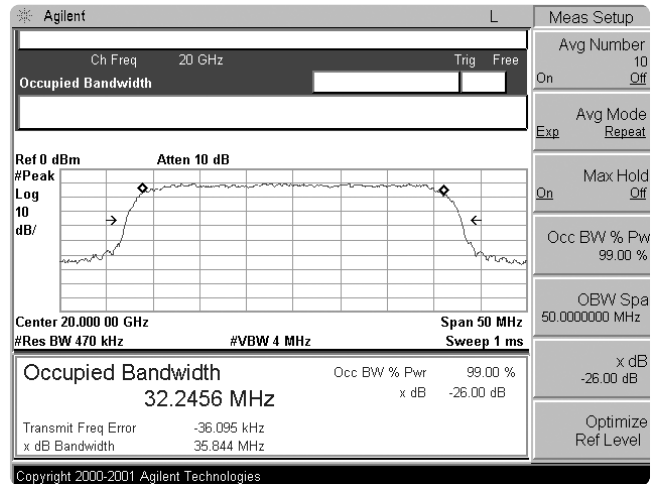 Agilent L
Ch Freq 20 GHz Trig Free
Occupied Bandwidth
Ref 0 dBm Atten 10 dB
#Peak
Log
10
dB/
Center 20.000 00 GHz Span 50 MHz
#Res BW 470 kHz #VBW 4 MHz Sweep 1 ms
Occupied Bandwidth Occ BW % Pwr 99.00 %
32.2456 MHz x dB -26.00 dB
Transmit Freq Error -36.095 kHz
x dB Bandwidth 35.844 MHz
Copyright 2000-2001 Agilent Technologies
Meas Setup
Avg Number
10
On Off
Avg Mode
Exp Repeat
Max Hold
On Off
Occ BW % Pw
99.00 %
OBW Spa
50.0000000 MHz
x dB
-26.00 dB
Optimize
Ref Level